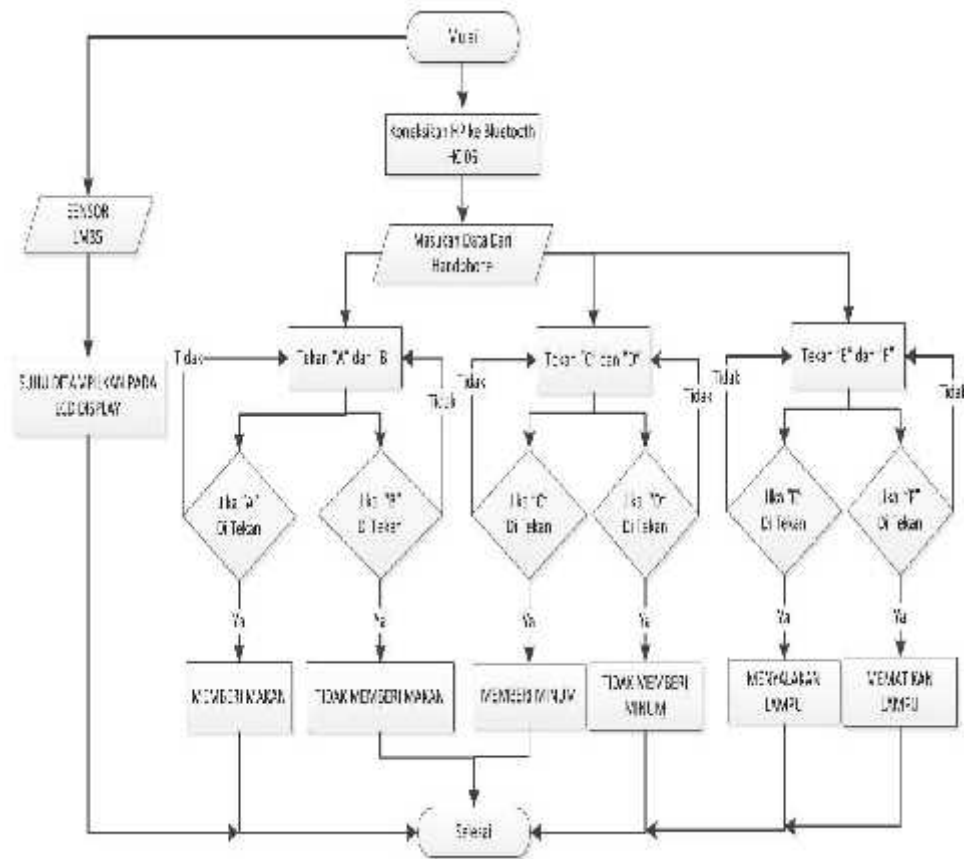 Mulai
Koneksikan HP ke Bluetooth
HC 06
SENSOR
LM35
Masukan Data Dari
Handphone
Tidak
Tekan "A" dan "B
Tidak
Tidak
Tekan "C" dan "D"
Tidak
Tidak
Tekan "E" dan "F"
Tidak
SUHU DITAMPILKAN PADA
LCD DISPLAY
Jika "A"
Di Tekan
Jika "B"
Di Tekan
Jika "C"
Di Tekan
Jika "D"
Di Tekan
Jika "E"
Di Tekan
Jika "F"
Di Tekan
Ya
Ya
Ya
Ya
Ya
Ya
MEMBERI MAKAN
TIDAK MEMBERI MAKAN
MEMBERI MINUM
TIDAK MEMBERI
MINUM
MENYALAKAN
LAMPU
MEMATIKAN
LAMPU
Selesai